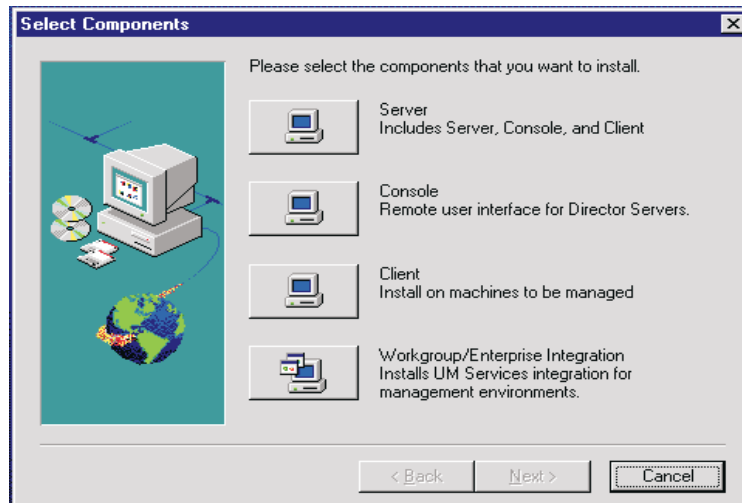 Select Components
Please select the components that you want to install.
Server
Includes Server, Console, and Client
Console
Remote user interface for Director Servers.
Client
Install on machines to be managed
Workgroup/Enterprise Integration
Installs UM Services integration for
management environments.
< Back
Next >
Cancel